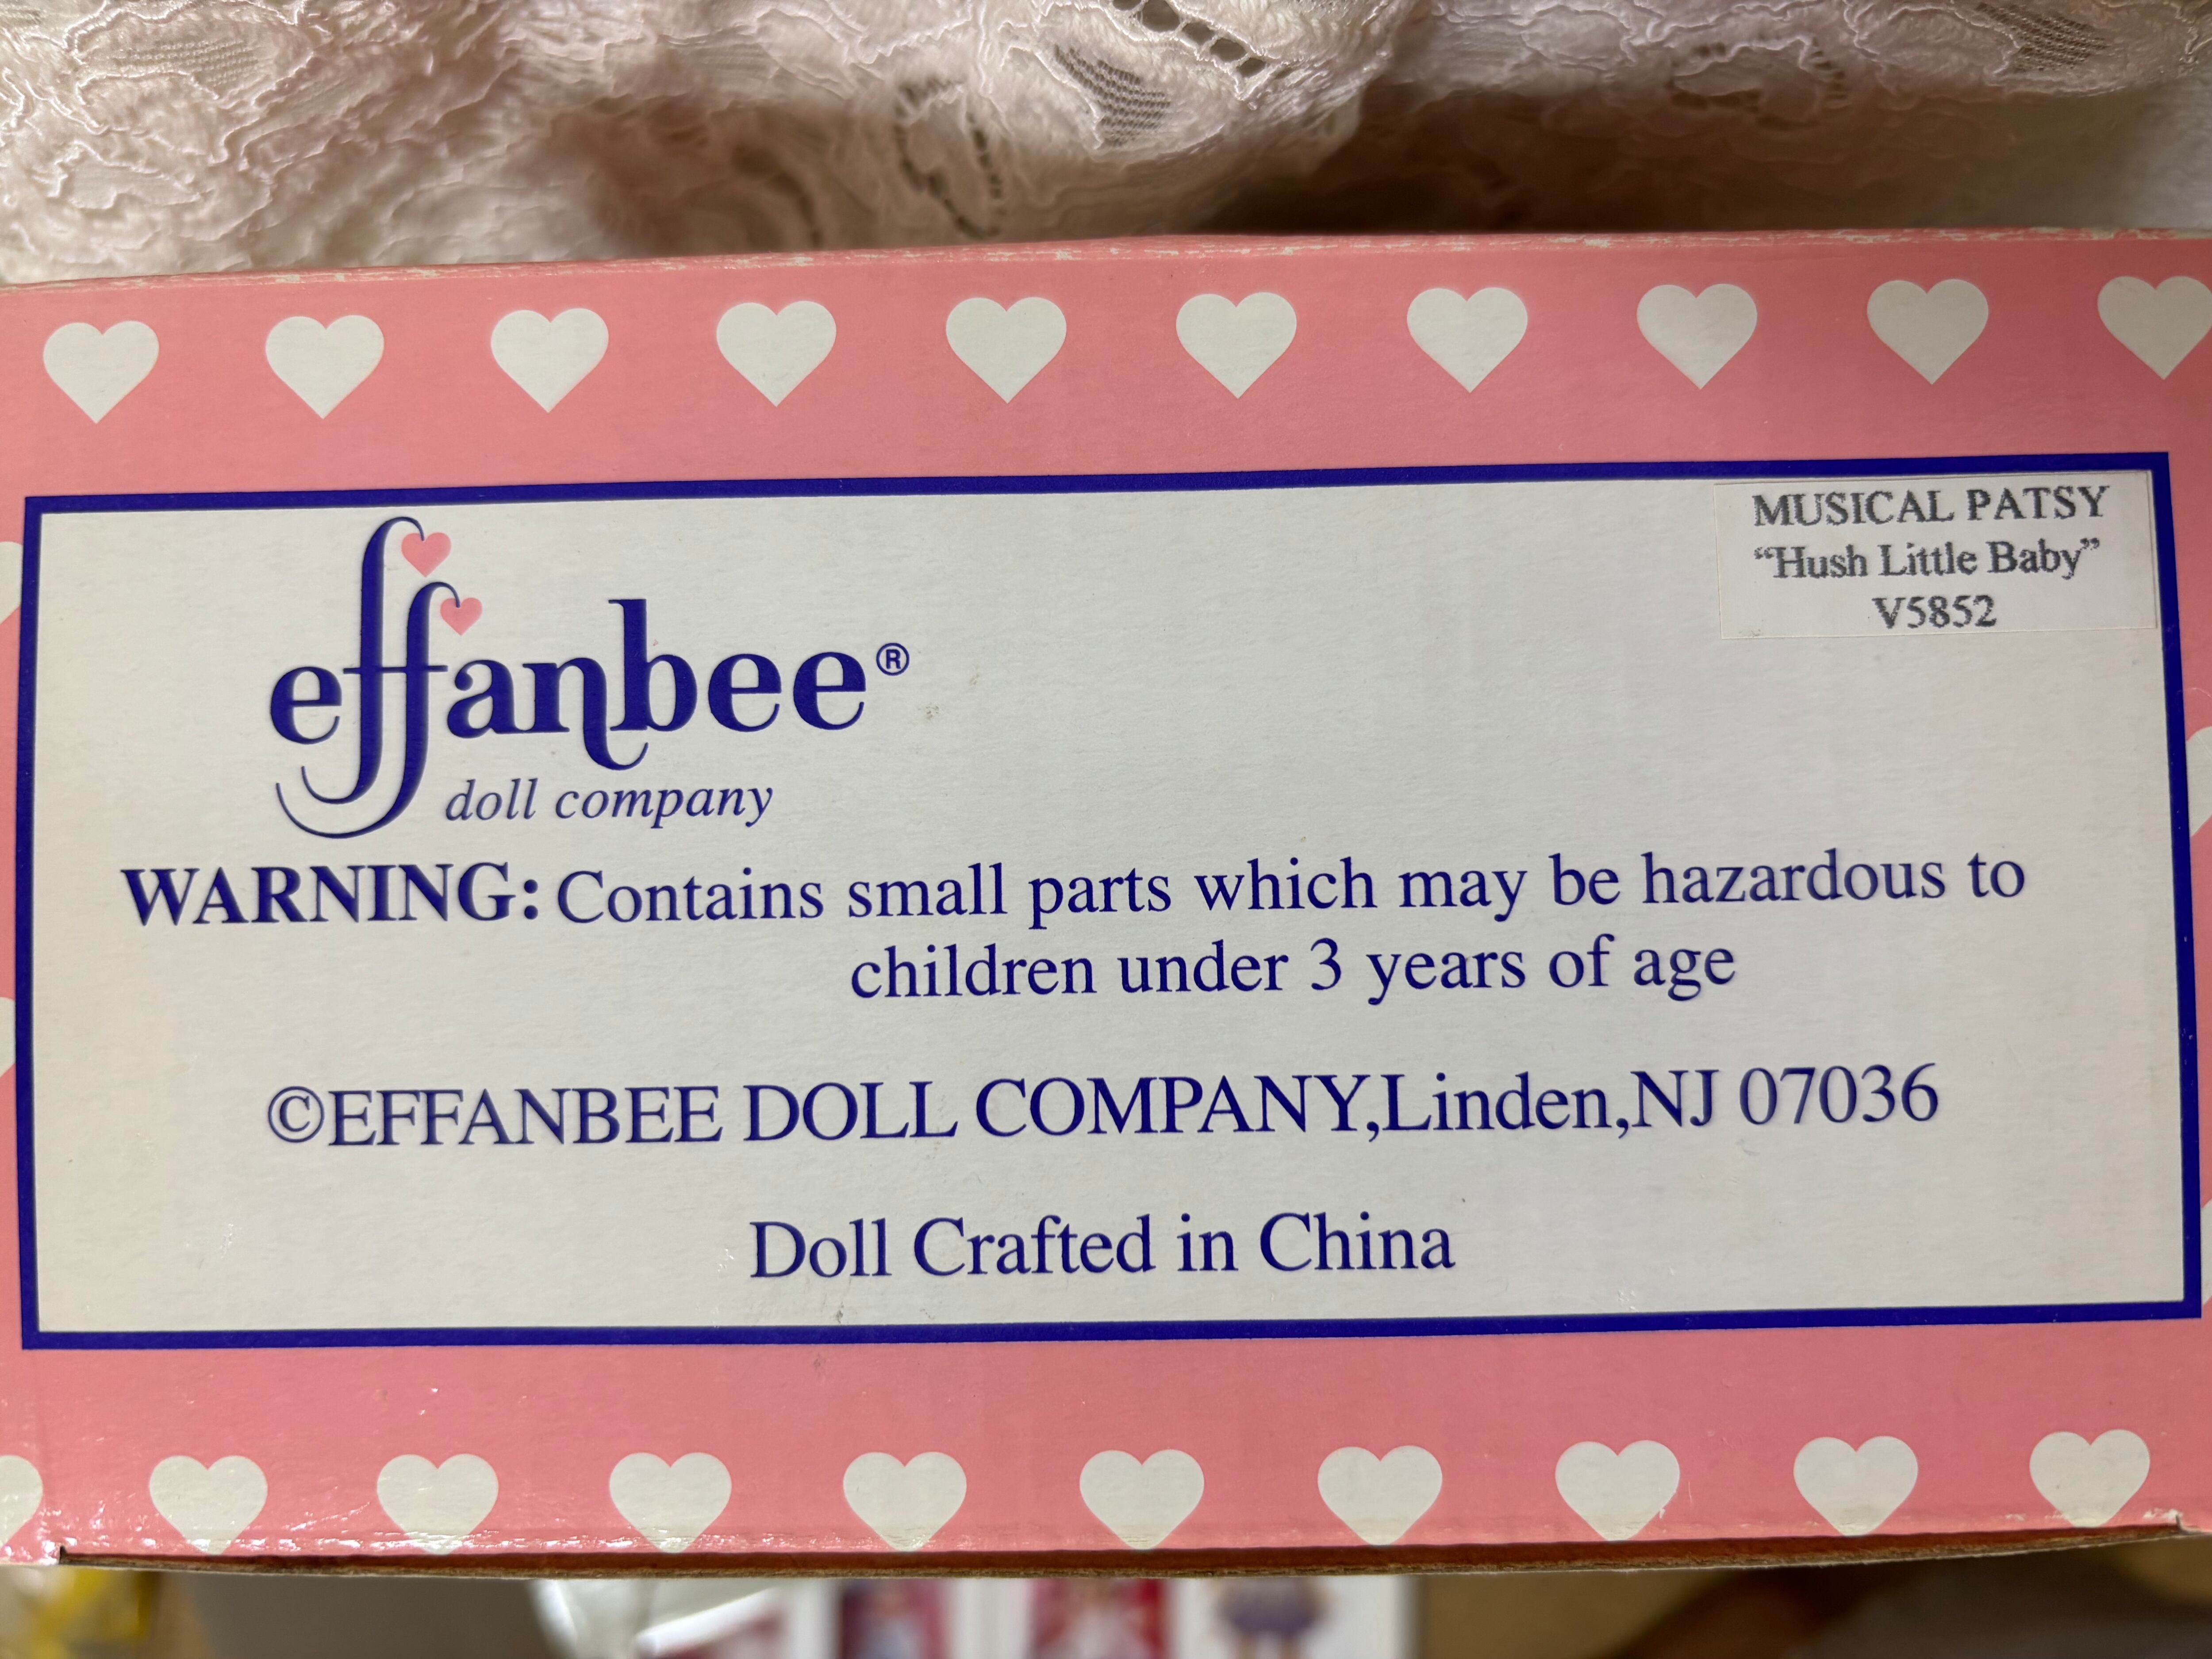 MUSICAL PATSY
“Hush Little Baby”
V5852
effanbee®
doll company
WARNING: Contains small parts which may be hazardous to
children under 3 years of age
©EFFANBEE DOLL COMPANY,Linden,NJ 07036
Doll Crafted in China